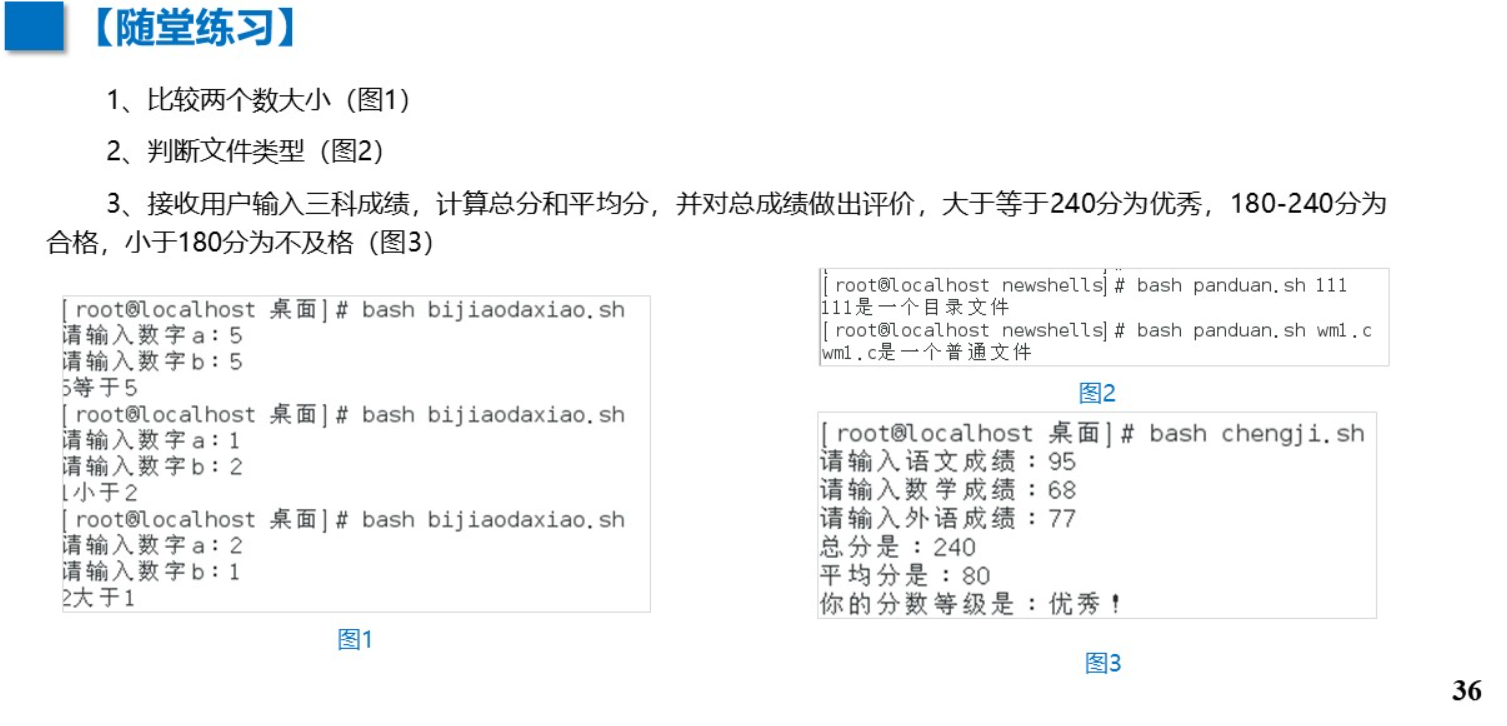 【随堂练习】
1、比较两个数大小（图1）
2、判断文件类型（图2）
3、接收用户输入三科成绩，计算总分和平均分，并对总成绩做出评价，大于等于240分为优秀，180-240分为
合格，小于180分为不及格（图3）
[root@localhost 桌面]# bash bijiaodaxiao.sh
请输入数字a：5
请输入数字b：5
5等于5
[root@localhost 桌面]# bash bijiaodaxiao.sh
请输入数字a：1
请输入数字b：2
1小于2
[root@localhost 桌面]# bash bijiaodaxiao.sh
请输入数字a：2
请输入数字b：1
2大于1
图1
[root@localhost newshells]# bash panduan.sh 111
111是一个目录文件
[root@localhost newshells]# bash panduan.sh wm1.c
wm1.c是一个普通文件
图2
[root@localhost 桌面]# bash chengji.sh
请输入语文成绩：95
请输入数学成绩：68
请输入外语成绩：77
总分是：240
平均分是：80
你的分数等级是：优秀！
图3
36